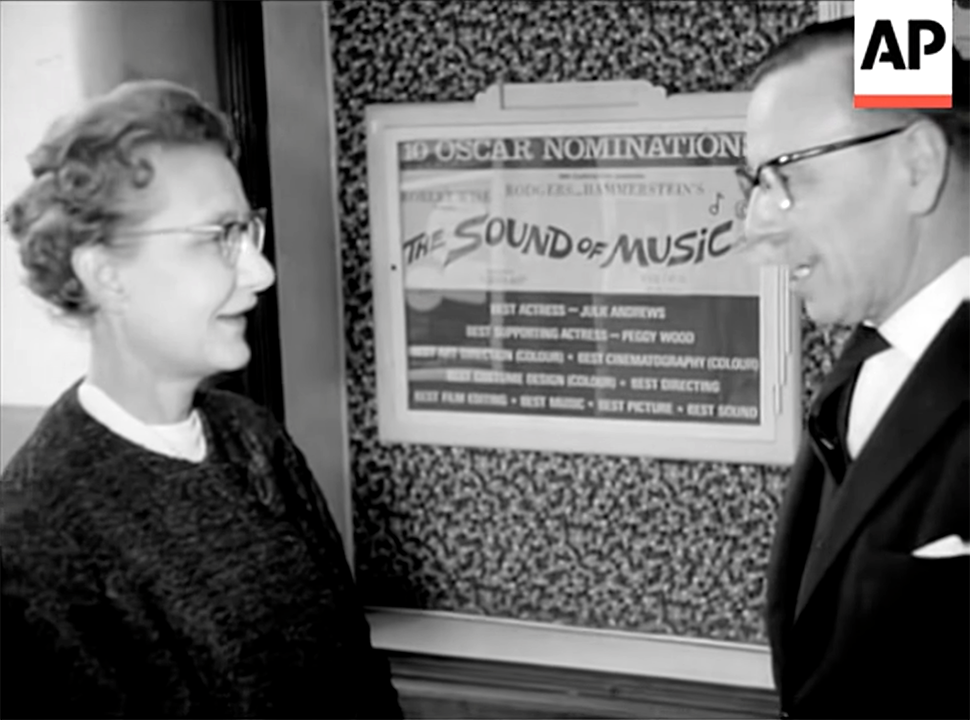 AP
10 OSCAR NOMINATIONS
ROBERT WISE
RODGERS and HAMMERSTEIN'S
THE SOUND OF MUSIC
BEST ACTRESS — JULIE ANDREWS
BEST SUPPORTING ACTRESS — PEGGY WOOD
BEST ART DIRECTION (COLOUR) • BEST CINEMATOGRAPHY (COLOUR)
BEST COSTUME DESIGN (COLOUR) • BEST DIRECTING
BEST FILM EDITING • BEST MUSIC • BEST PICTURE • BEST SOUND